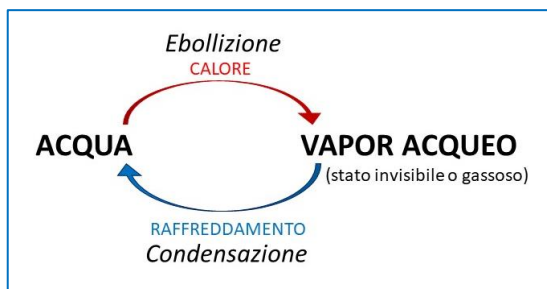 Ebollizione
CALORE
ACQUA
VAPOR ACQUEO
(stato invisibile o gassoso)
RAFFREDDAMENTO
Condensazione